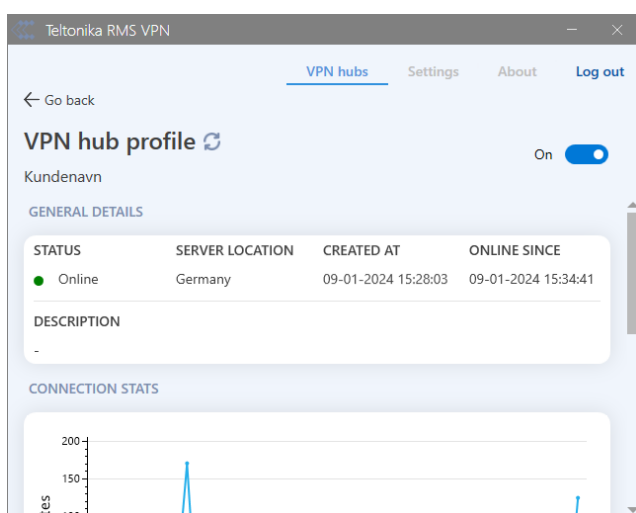 Teltonika RMS VPN
VPN hubs Settings About Log out
Go back
VPN hub profile
On
Kundenavn
GENERAL DETAILS
STATUS SERVER LOCATION CREATED AT ONLINE SINCE
Online Germany 09-01-2024 15:28:03 09-01-2024 15:34:41
DESCRIPTION
-
CONNECTION STATS
200
150